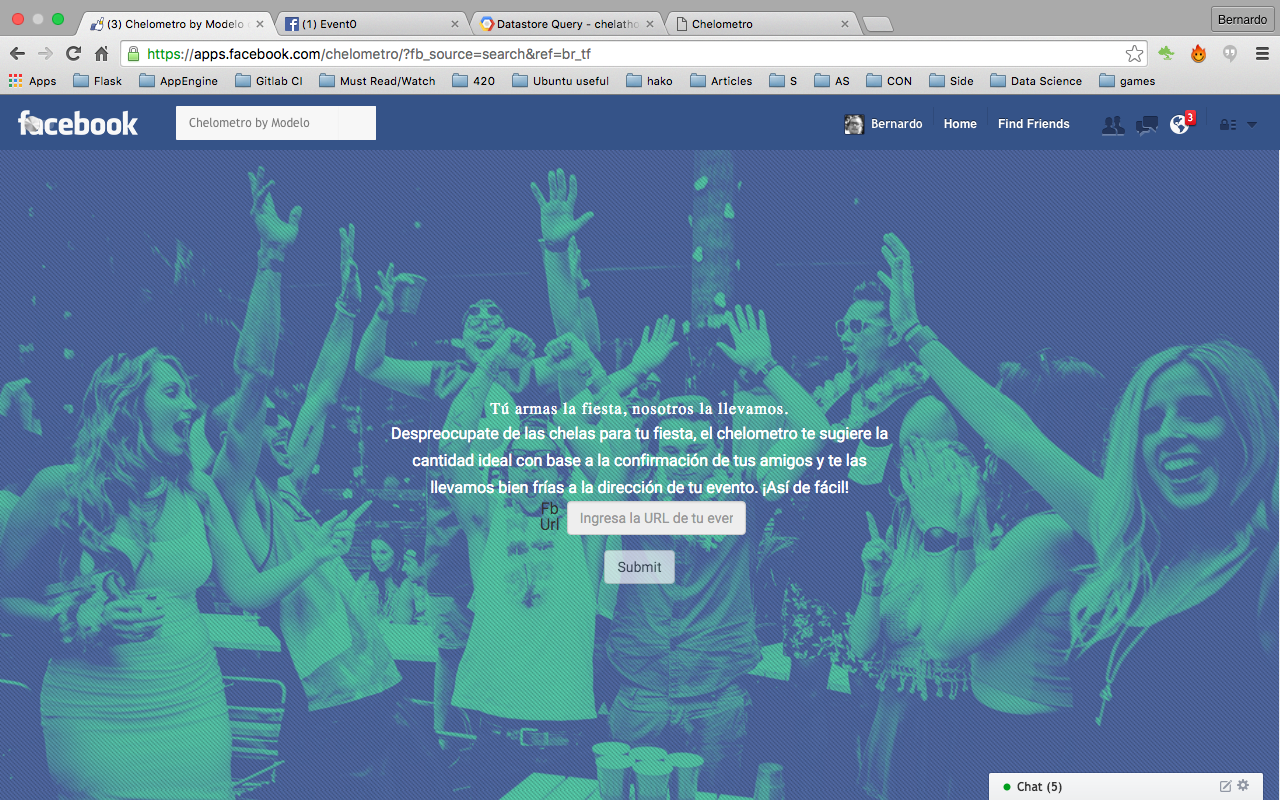 (3) Chelometro by Modelo
(1) Event0
Datastore Query - chelatho
Chelometro
Bernardo
https://apps.facebook.com/chelometro/?fb_source=search&ref=br_tf
Apps
Flask
AppEngine
Gitlab CI
Must Read/Watch
420
Ubuntu useful
hako
Articles
S
AS
CON
Side
Data Science
games
facebook
Chelometro by Modelo
Bernardo
Home
Find Friends
3
Tú armas la fiesta, nosotros la llevamos.
Despreocupate de las chelas para tu fiesta, el chelometro te sugiere la
cantidad ideal con base a la confirmación de tus amigos y te las
llevamos bien frías a la dirección de tu evento. ¡Así de fácil!
Fb
Url
Ingresa la URL de tu ever
Submit
Chat (5)